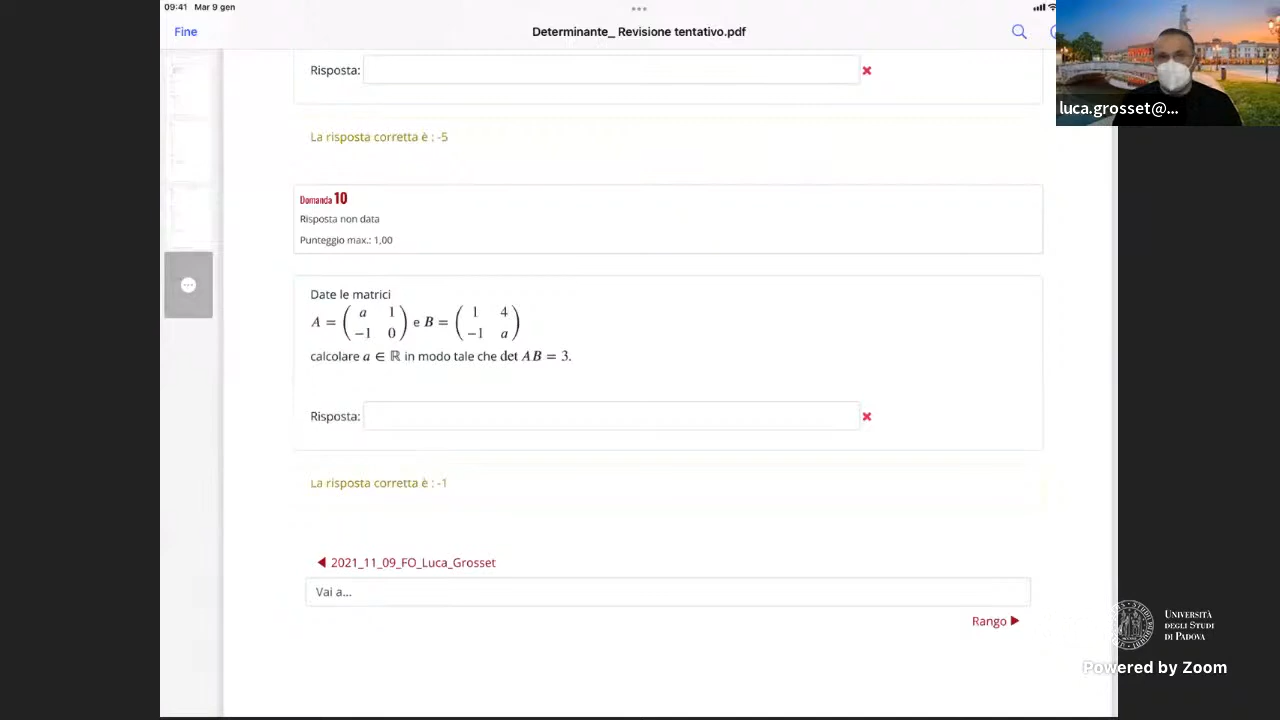 09:41 Mar 9 gen
Fine
Determinante_ Revisione tentativo.pdf
luca.grosset@...
Risposta:
La risposta corretta è : -5
Domanda 10
Risposta non data
Punteggio max.: 1,00
Date le matrici
A = ( a 1 −1 0 ) e B = ( 1 4 −1 a )
calcolare a ∈ ℝ in modo tale che det AB = 3.
Risposta:
La risposta corretta è : -1
◀ 2021_11_09_FO_Luca_Grosset
Vai a...
Rango ▶
UNIVERSITÀ
DEGLI STUDI
DI PADOVA
Powered by Zoom